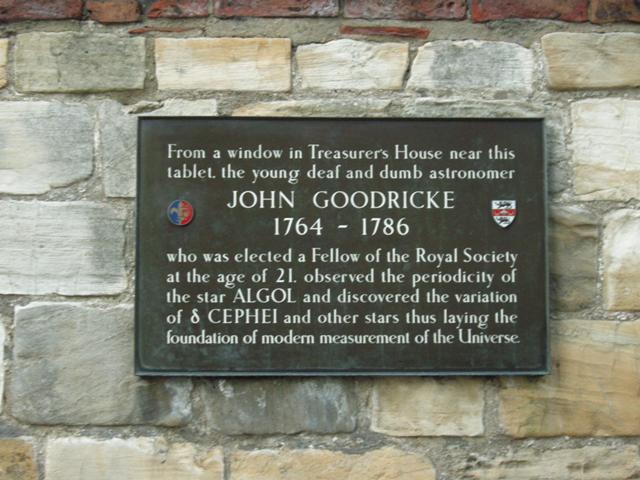 From a window in Treasurer's House near this
tablet, the young deaf and dumb astronomer
JOHN GOODRICKE
1764 - 1786
who was elected a Fellow of the Royal Society
at the age of 21, observed the periodicity of
the star ALGOL and discovered the variation
of δ CEPHEI and other stars thus laying the
foundation of modern measurement of the Universe.